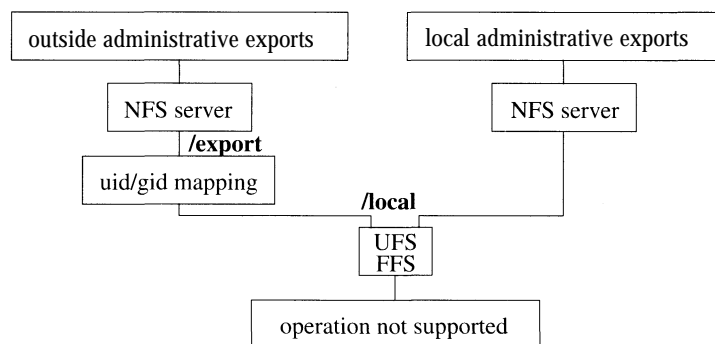 outside administrative exports
local administrative exports
NFS server
NFS server
/export
uid/gid mapping
/local
UFS
FFS
operation not supported